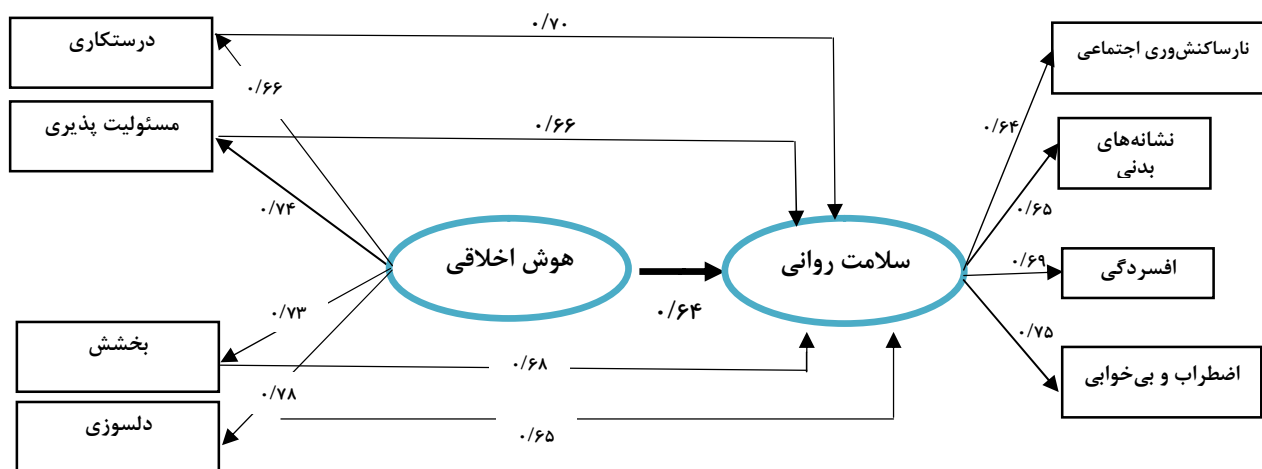 ۰/۷۰
درستکاری
نارساکنش‌وری اجتماعی
۰/۶۶
مسئولیت پذیری
۰/۶۶
۰/۶۴
نشانه‌های
بدنی
۰/۷۴
۰/۶۵
هوش اخلاقی
سلامت روانی
افسردگی
۰/۶۹
۰/۶۴
۰/۷۳
۰/۷۵
بخشش
۰/۶۸
اضطراب و بی‌خوابی
۰/۷۸
دلسوزی
۰/۶۵